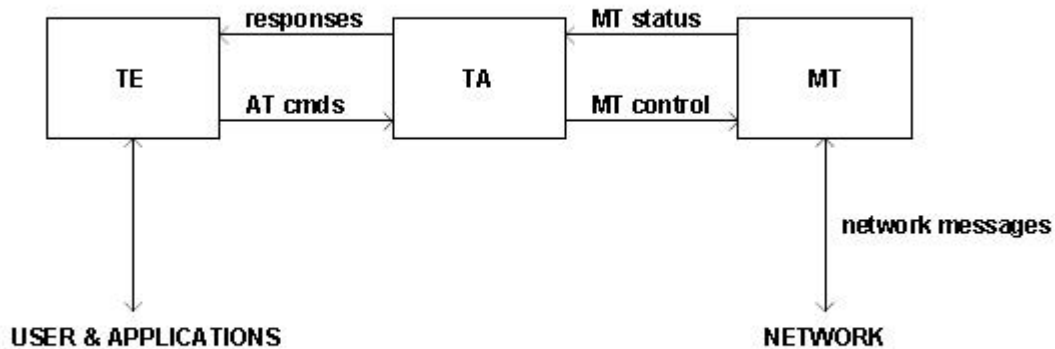 responses
MT status
TE
TA
MT
AT cmds
MT control
network messages
USER & APPLICATIONS
NETWORK